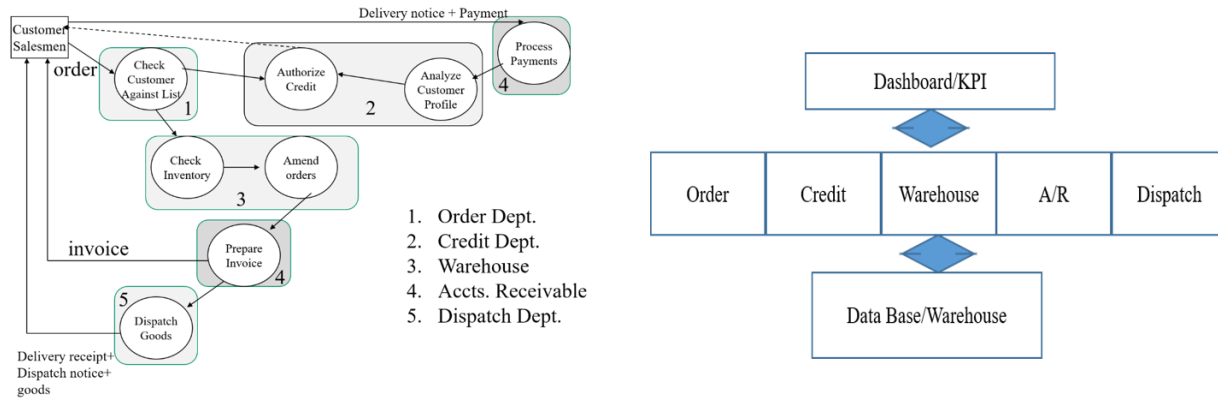 Delivery notice + Payment
Customer
Salesmen
order
Check
Customer
Against List
1
Authorize
Credit
2
Analyze
Customer
Profile
Process
Payments
4
Check
Inventory
Amend
orders
3
invoice
Prepare
Invoice
4
5
Dispatch
Goods
Delivery receipt+
Dispatch notice+
goods
1. Order Dept.
2. Credit Dept.
3. Warehouse
4. Accts. Receivable
5. Dispatch Dept.
Dashboard/KPI
Order
Credit
Warehouse
A/R
Dispatch
Data Base/Warehouse